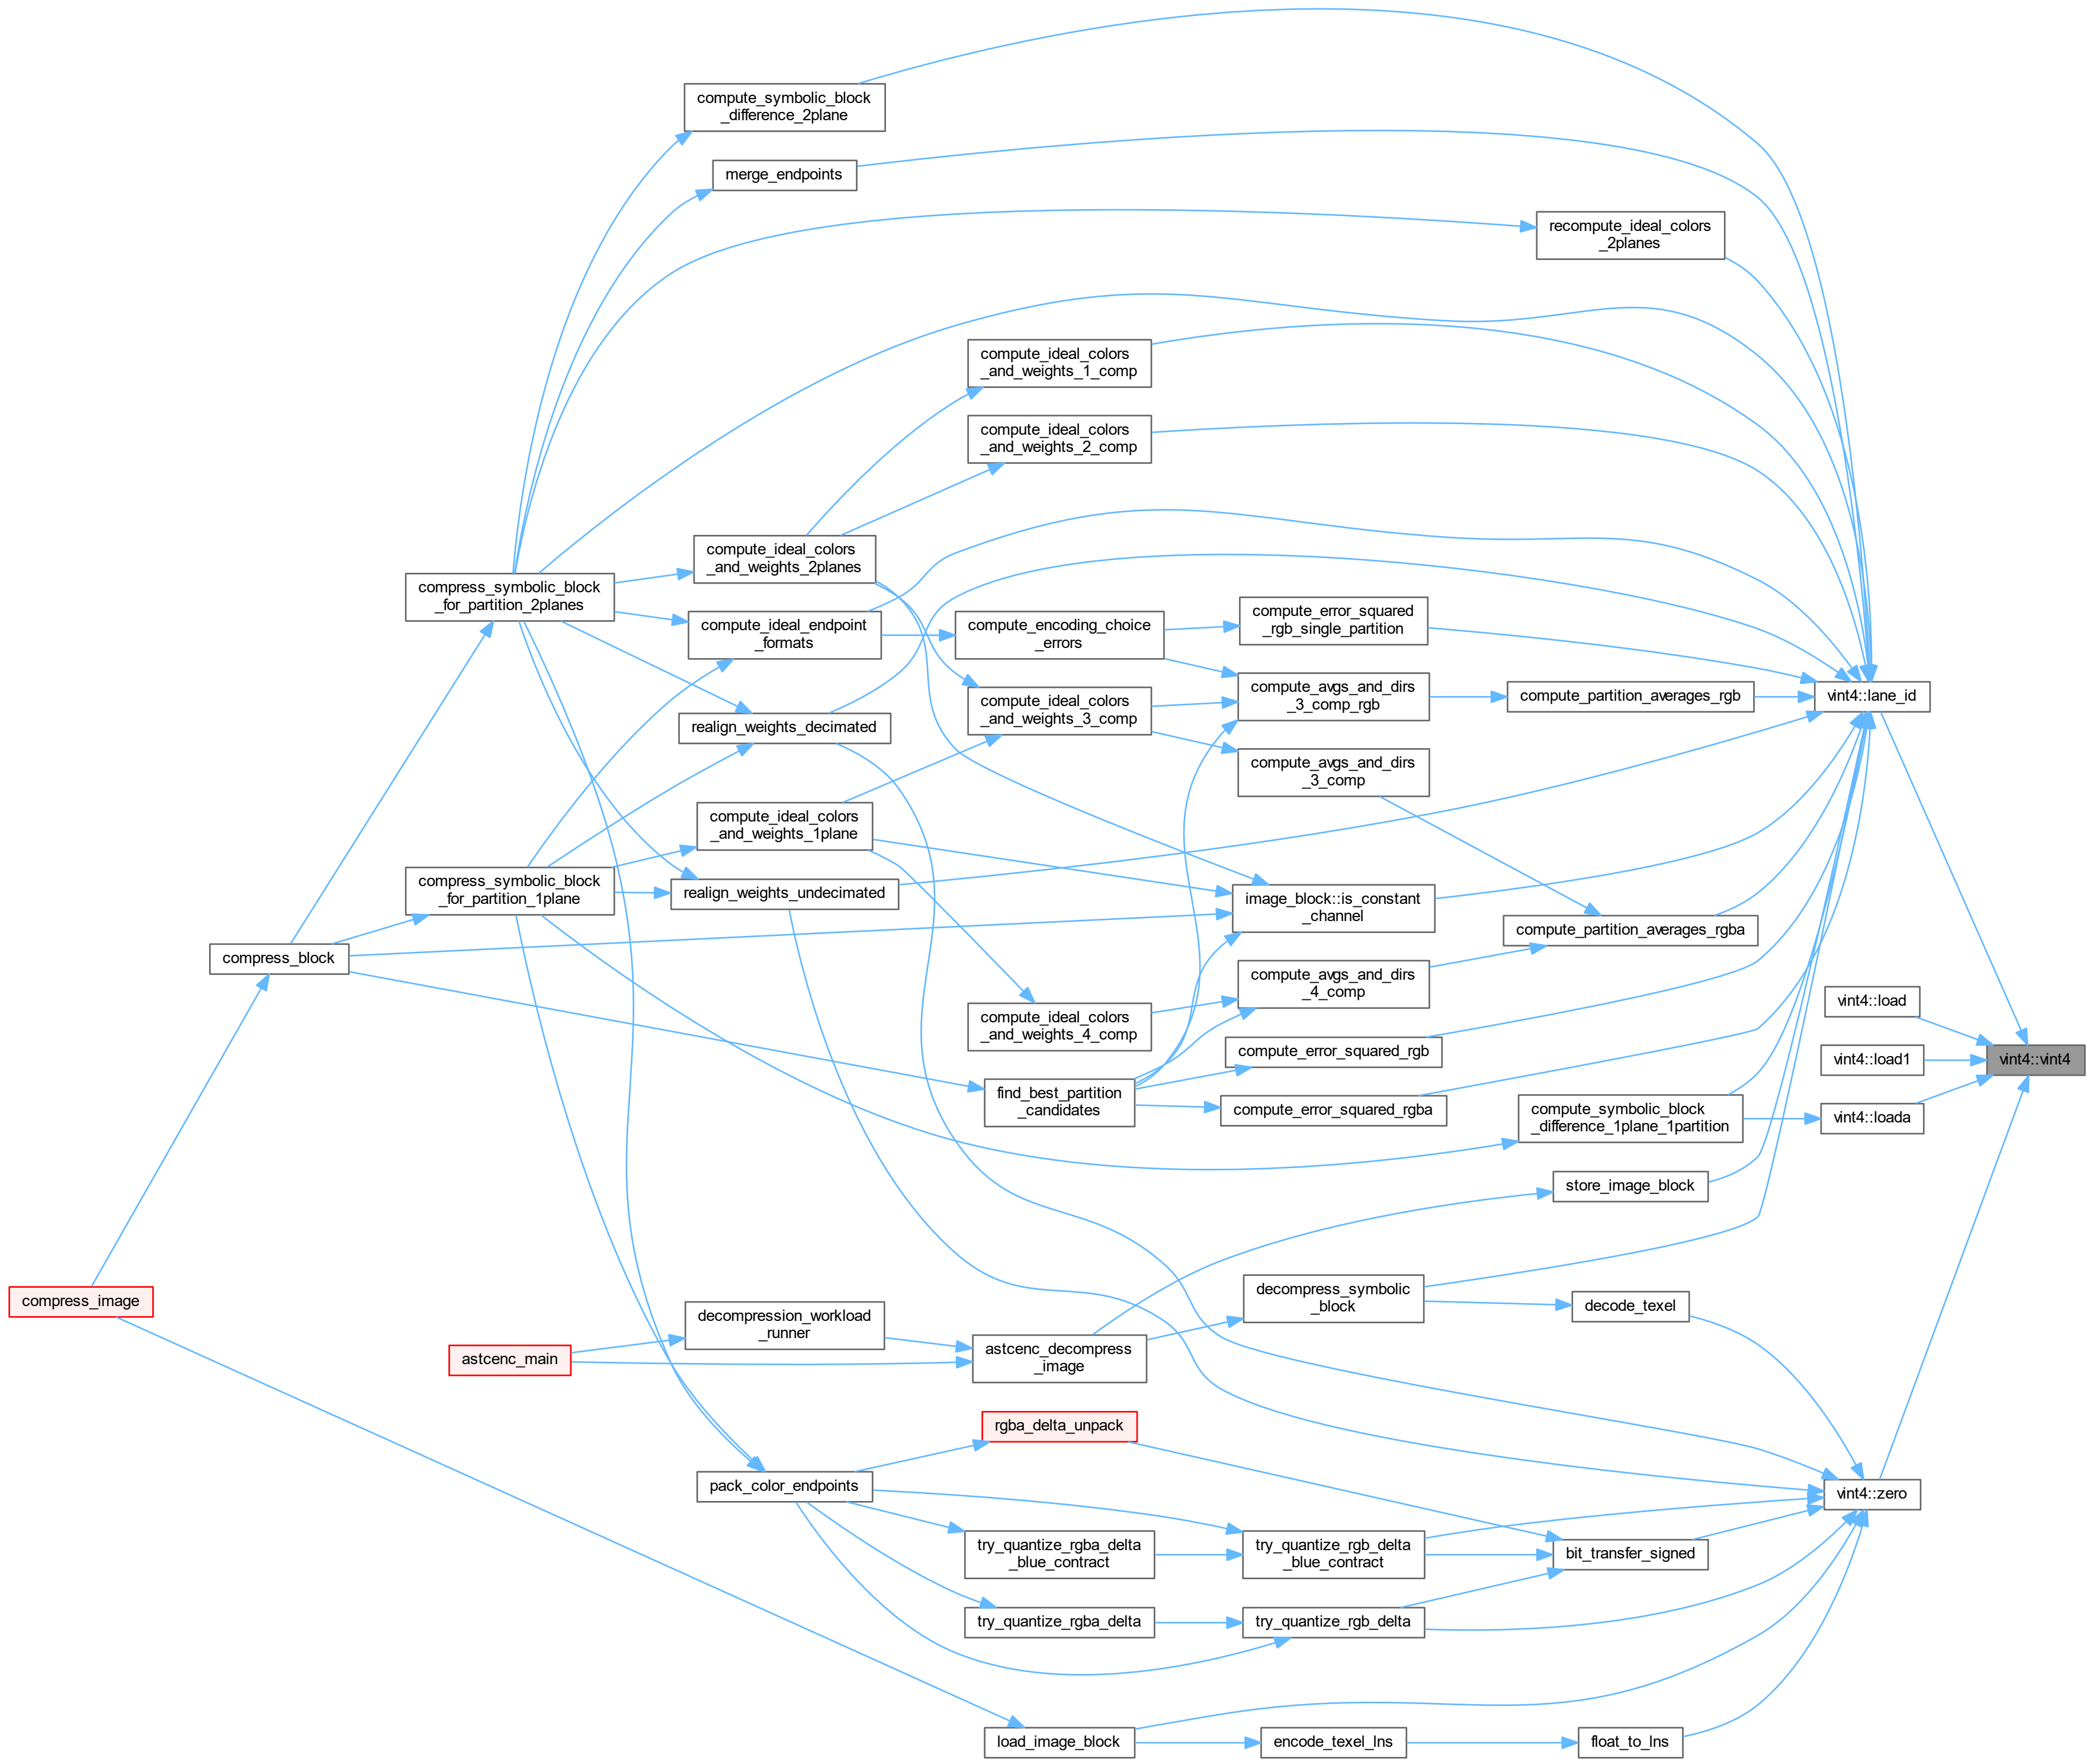 compute_symbolic_block
_difference_2plane
merge_endpoints
recompute_ideal_colors
_2planes
compute_ideal_colors
_and_weights_1_comp
compute_ideal_colors
_and_weights_2_comp
compute_ideal_colors
_and_weights_2planes
compress_symbolic_block
_for_partition_2planes
compute_ideal_endpoint
_formats
compute_encoding_choice
_errors
compute_error_squared
_rgb_single_partition
compute_ideal_colors
_and_weights_3_comp
compute_avgs_and_dirs
_3_comp_rgb
compute_partition_averages_rgb
vint4::lane_id
realign_weights_decimated
compute_avgs_and_dirs
_3_comp
compute_ideal_colors
_and_weights_1plane
compress_symbolic_block
_for_partition_1plane
realign_weights_undecimated
image_block::is_constant
_channel
compute_partition_averages_rgba
compress_block
compute_avgs_and_dirs
_4_comp
vint4::load
compute_ideal_colors
_and_weights_4_comp
compute_error_squared_rgb
vint4::load1
vint4::vint4
find_best_partition
_candidates
compute_error_squared_rgba
compute_symbolic_block
_difference_1plane_1partition
vint4::loada
store_image_block
compress_image
decompression_workload
_runner
decompress_symbolic
_block
decode_texel
astcenc_main
astcenc_decompress
_image
rgba_delta_unpack
pack_color_endpoints
vint4::zero
try_quantize_rgba_delta
_blue_contract
try_quantize_rgb_delta
_blue_contract
bit_transfer_signed
try_quantize_rgba_delta
try_quantize_rgb_delta
load_image_block
encode_texel_lns
float_to_lns